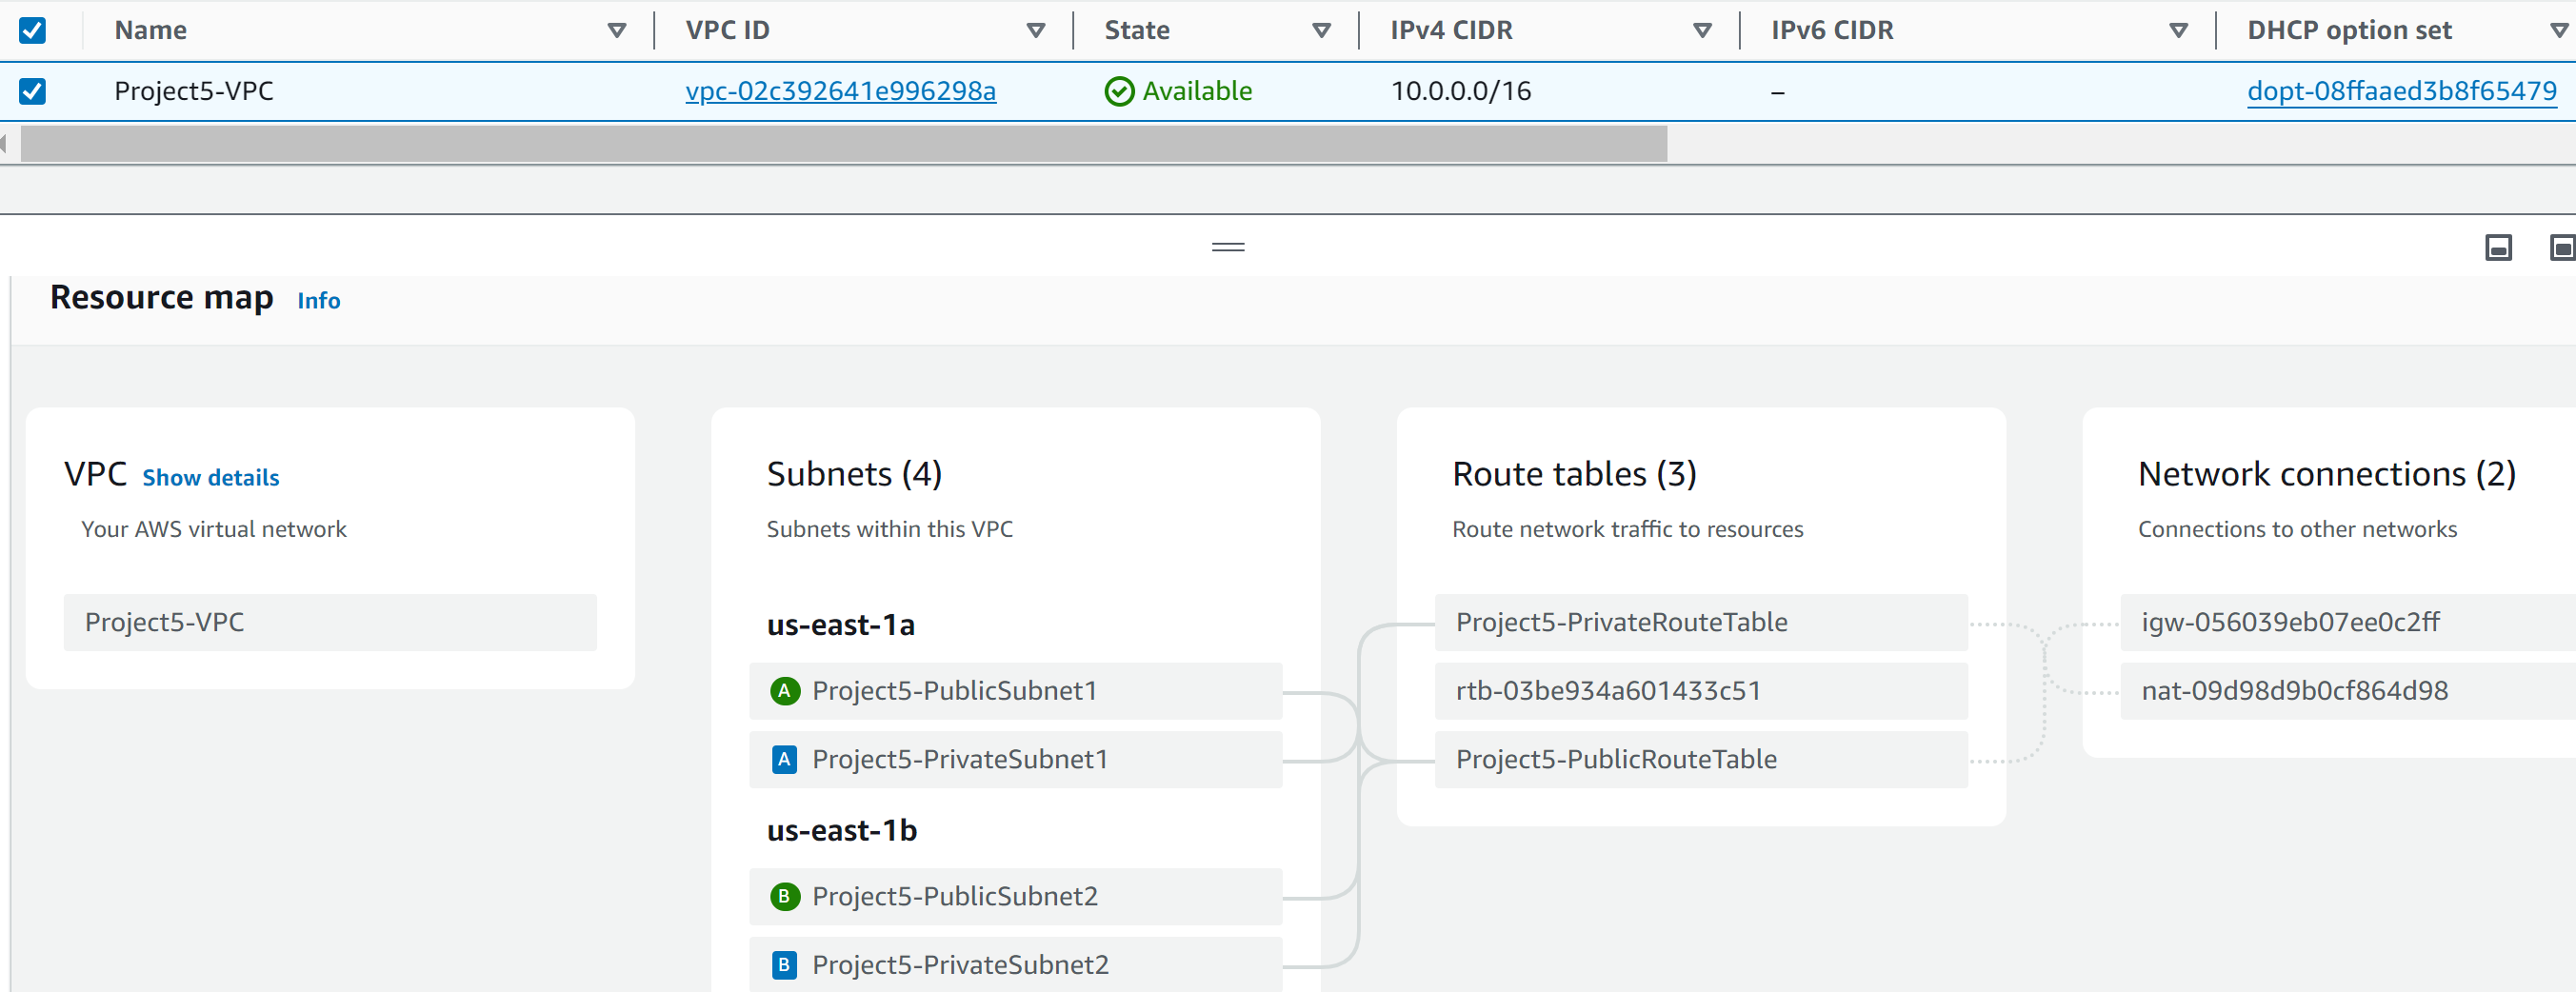 Name VPC ID State IPv4 CIDR IPv6 CIDR DHCP option set
Project5-VPC vpc-02c392641e996298a Available 10.0.0.0/16 – dopt-08ffaaed3b8f65479
Resource map Info
VPC Show details
Your AWS virtual network
Project5-VPC
Subnets (4)
Subnets within this VPC
us-east-1a
A Project5-PublicSubnet1
A Project5-PrivateSubnet1
us-east-1b
B Project5-PublicSubnet2
B Project5-PrivateSubnet2
Route tables (3)
Route network traffic to resources
Project5-PrivateRouteTable
rtb-03be934a601433c51
Project5-PublicRouteTable
Network connections (2)
Connections to other networks
igw-056039eb07ee0c2ff
nat-09d98d9b0cf864d98